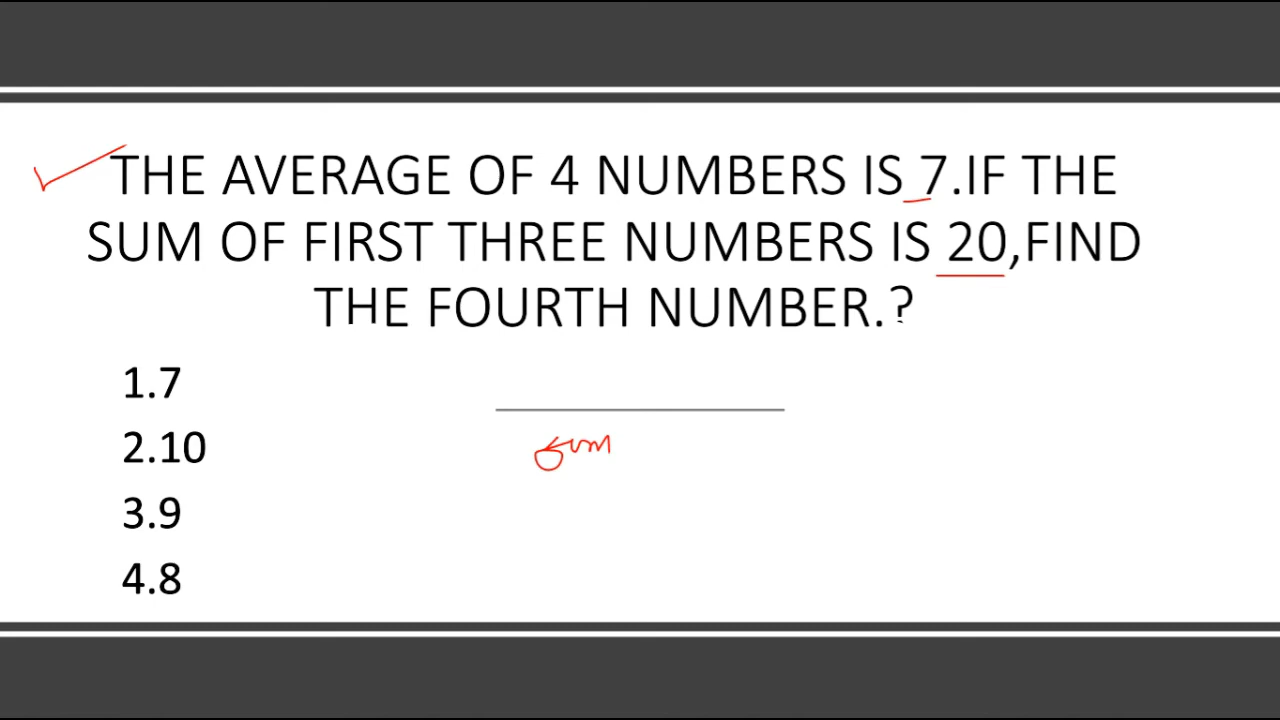 THE AVERAGE OF 4 NUMBERS IS 7.IF THE
SUM OF FIRST THREE NUMBERS IS 20,FIND
THE FOURTH NUMBER.?
1.7
2.10
sum
3.9
4.8